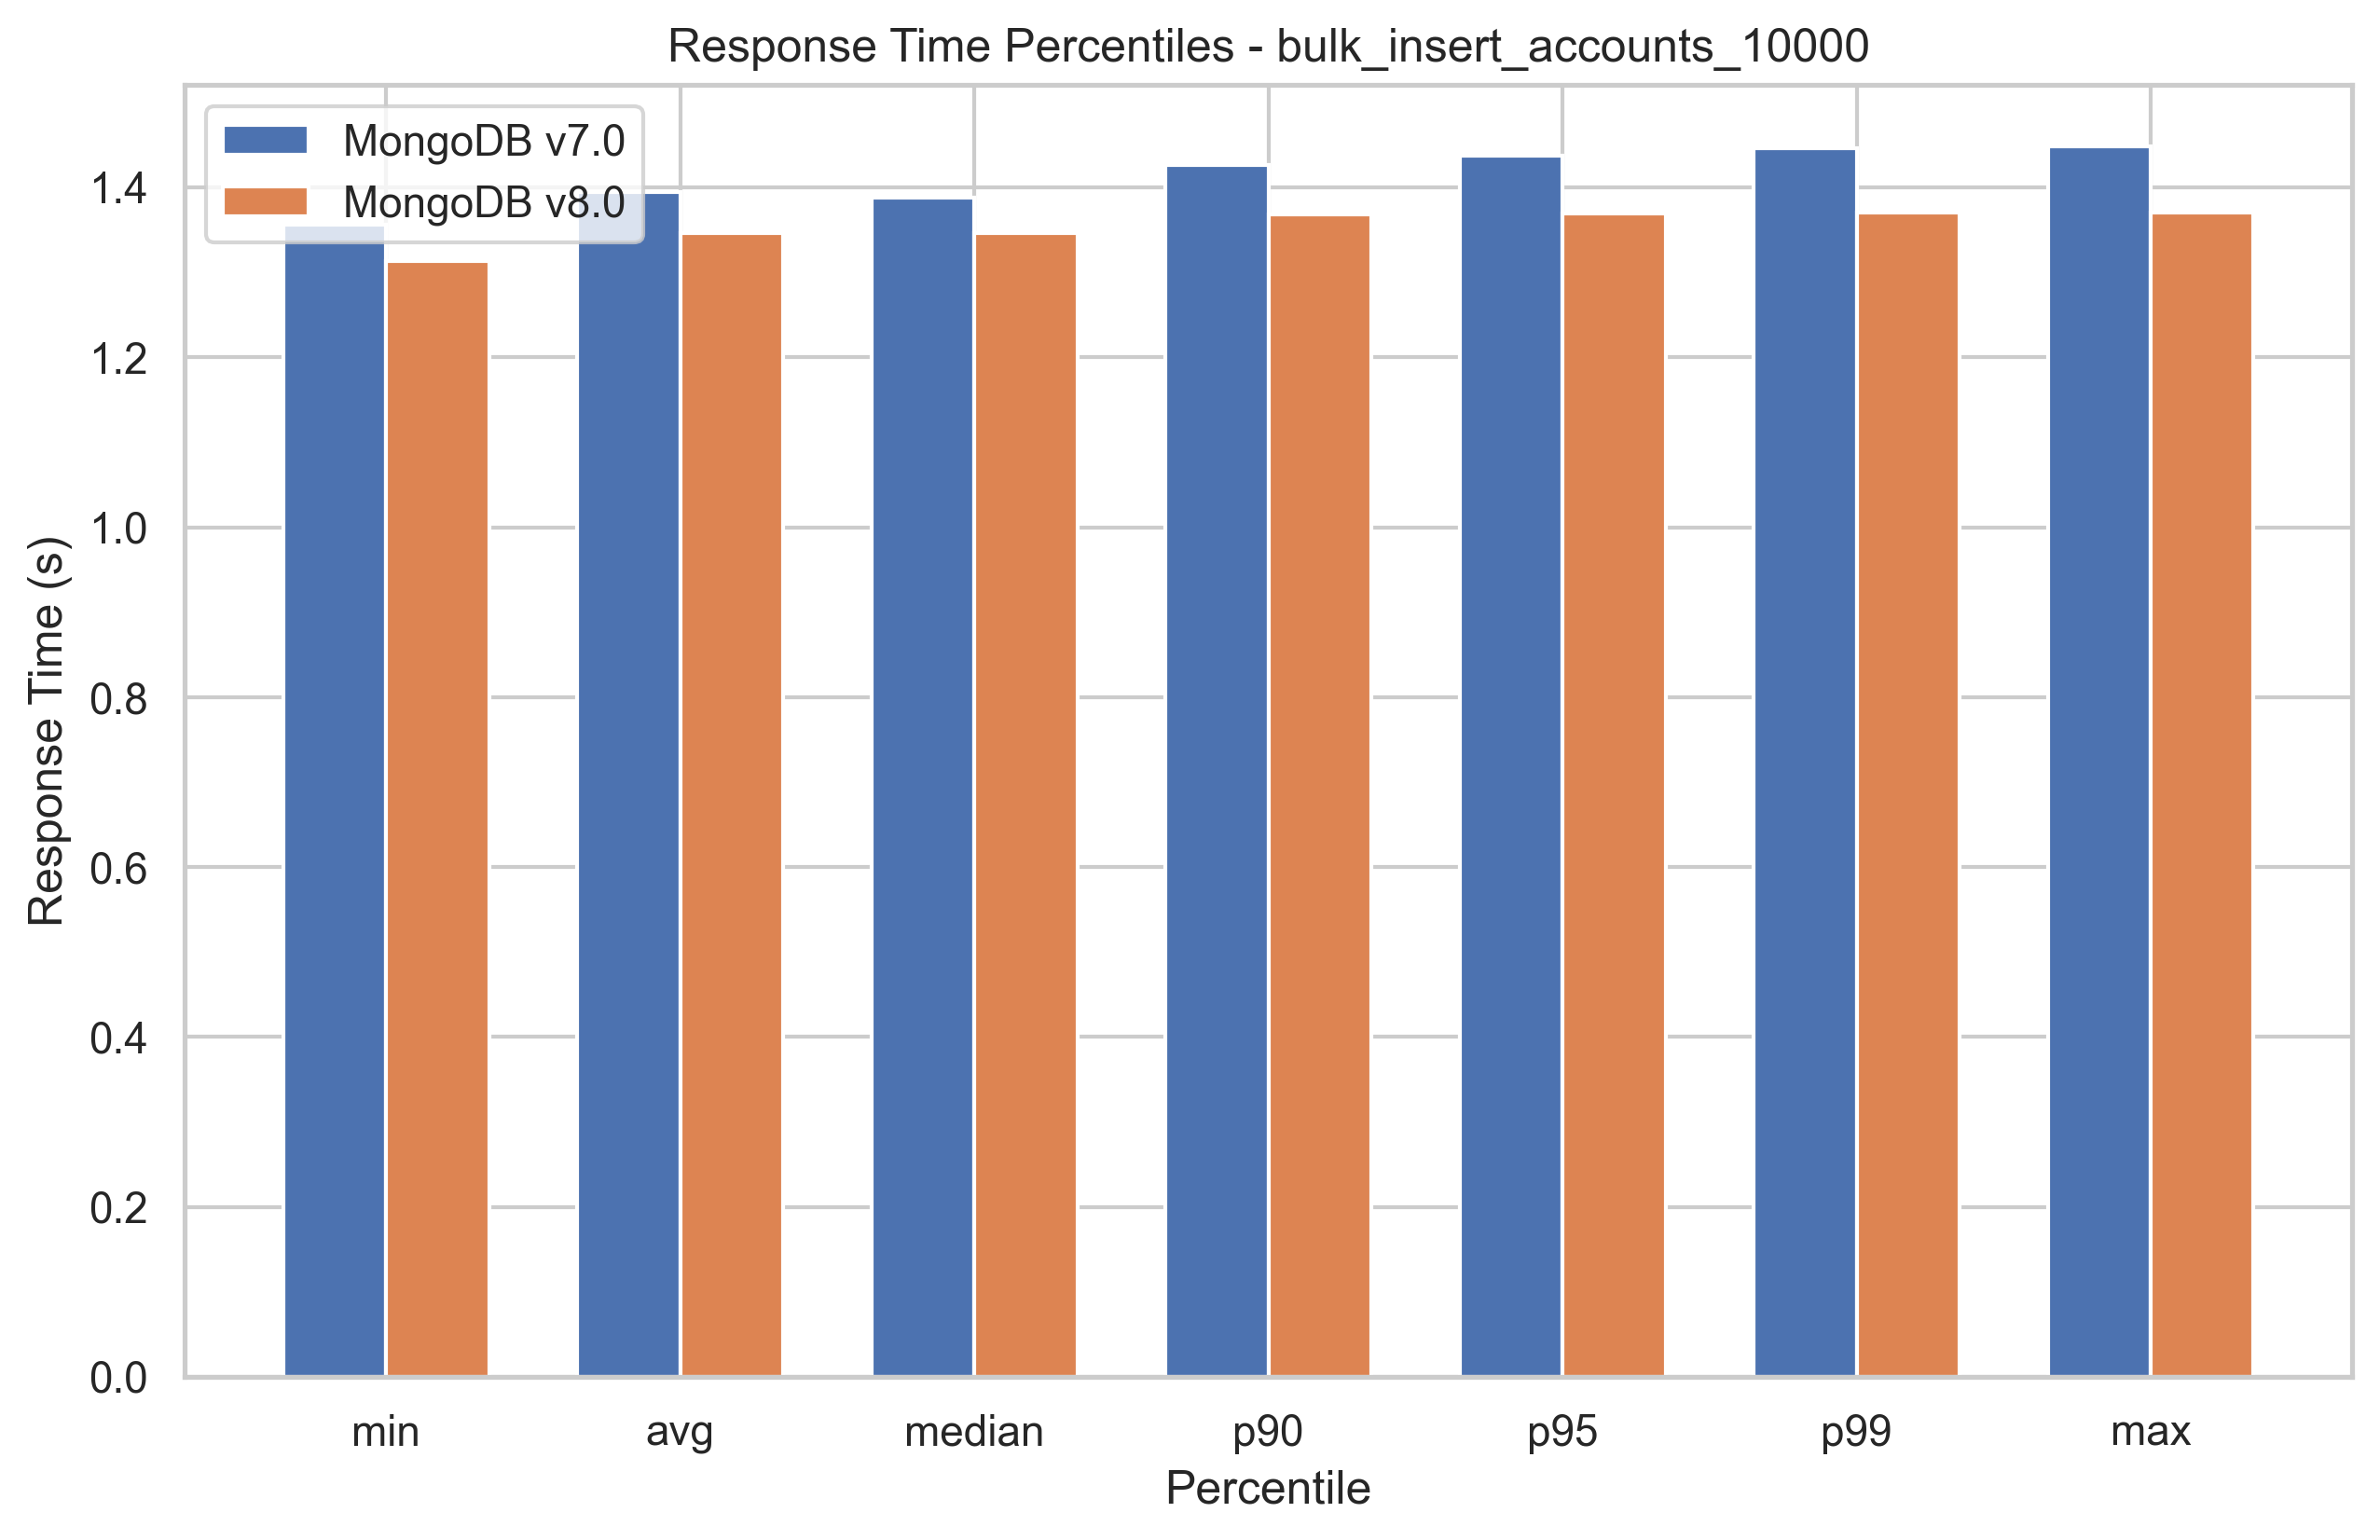 Response Time Percentiles - bulk_insert_accounts_10000
MongoDB v7.0
MongoDB v8.0
Response Time (s)
1.4
1.2
1.0
0.8
0.6
0.4
0.2
0.0
min avg median p90 p95 p99 max
Percentile